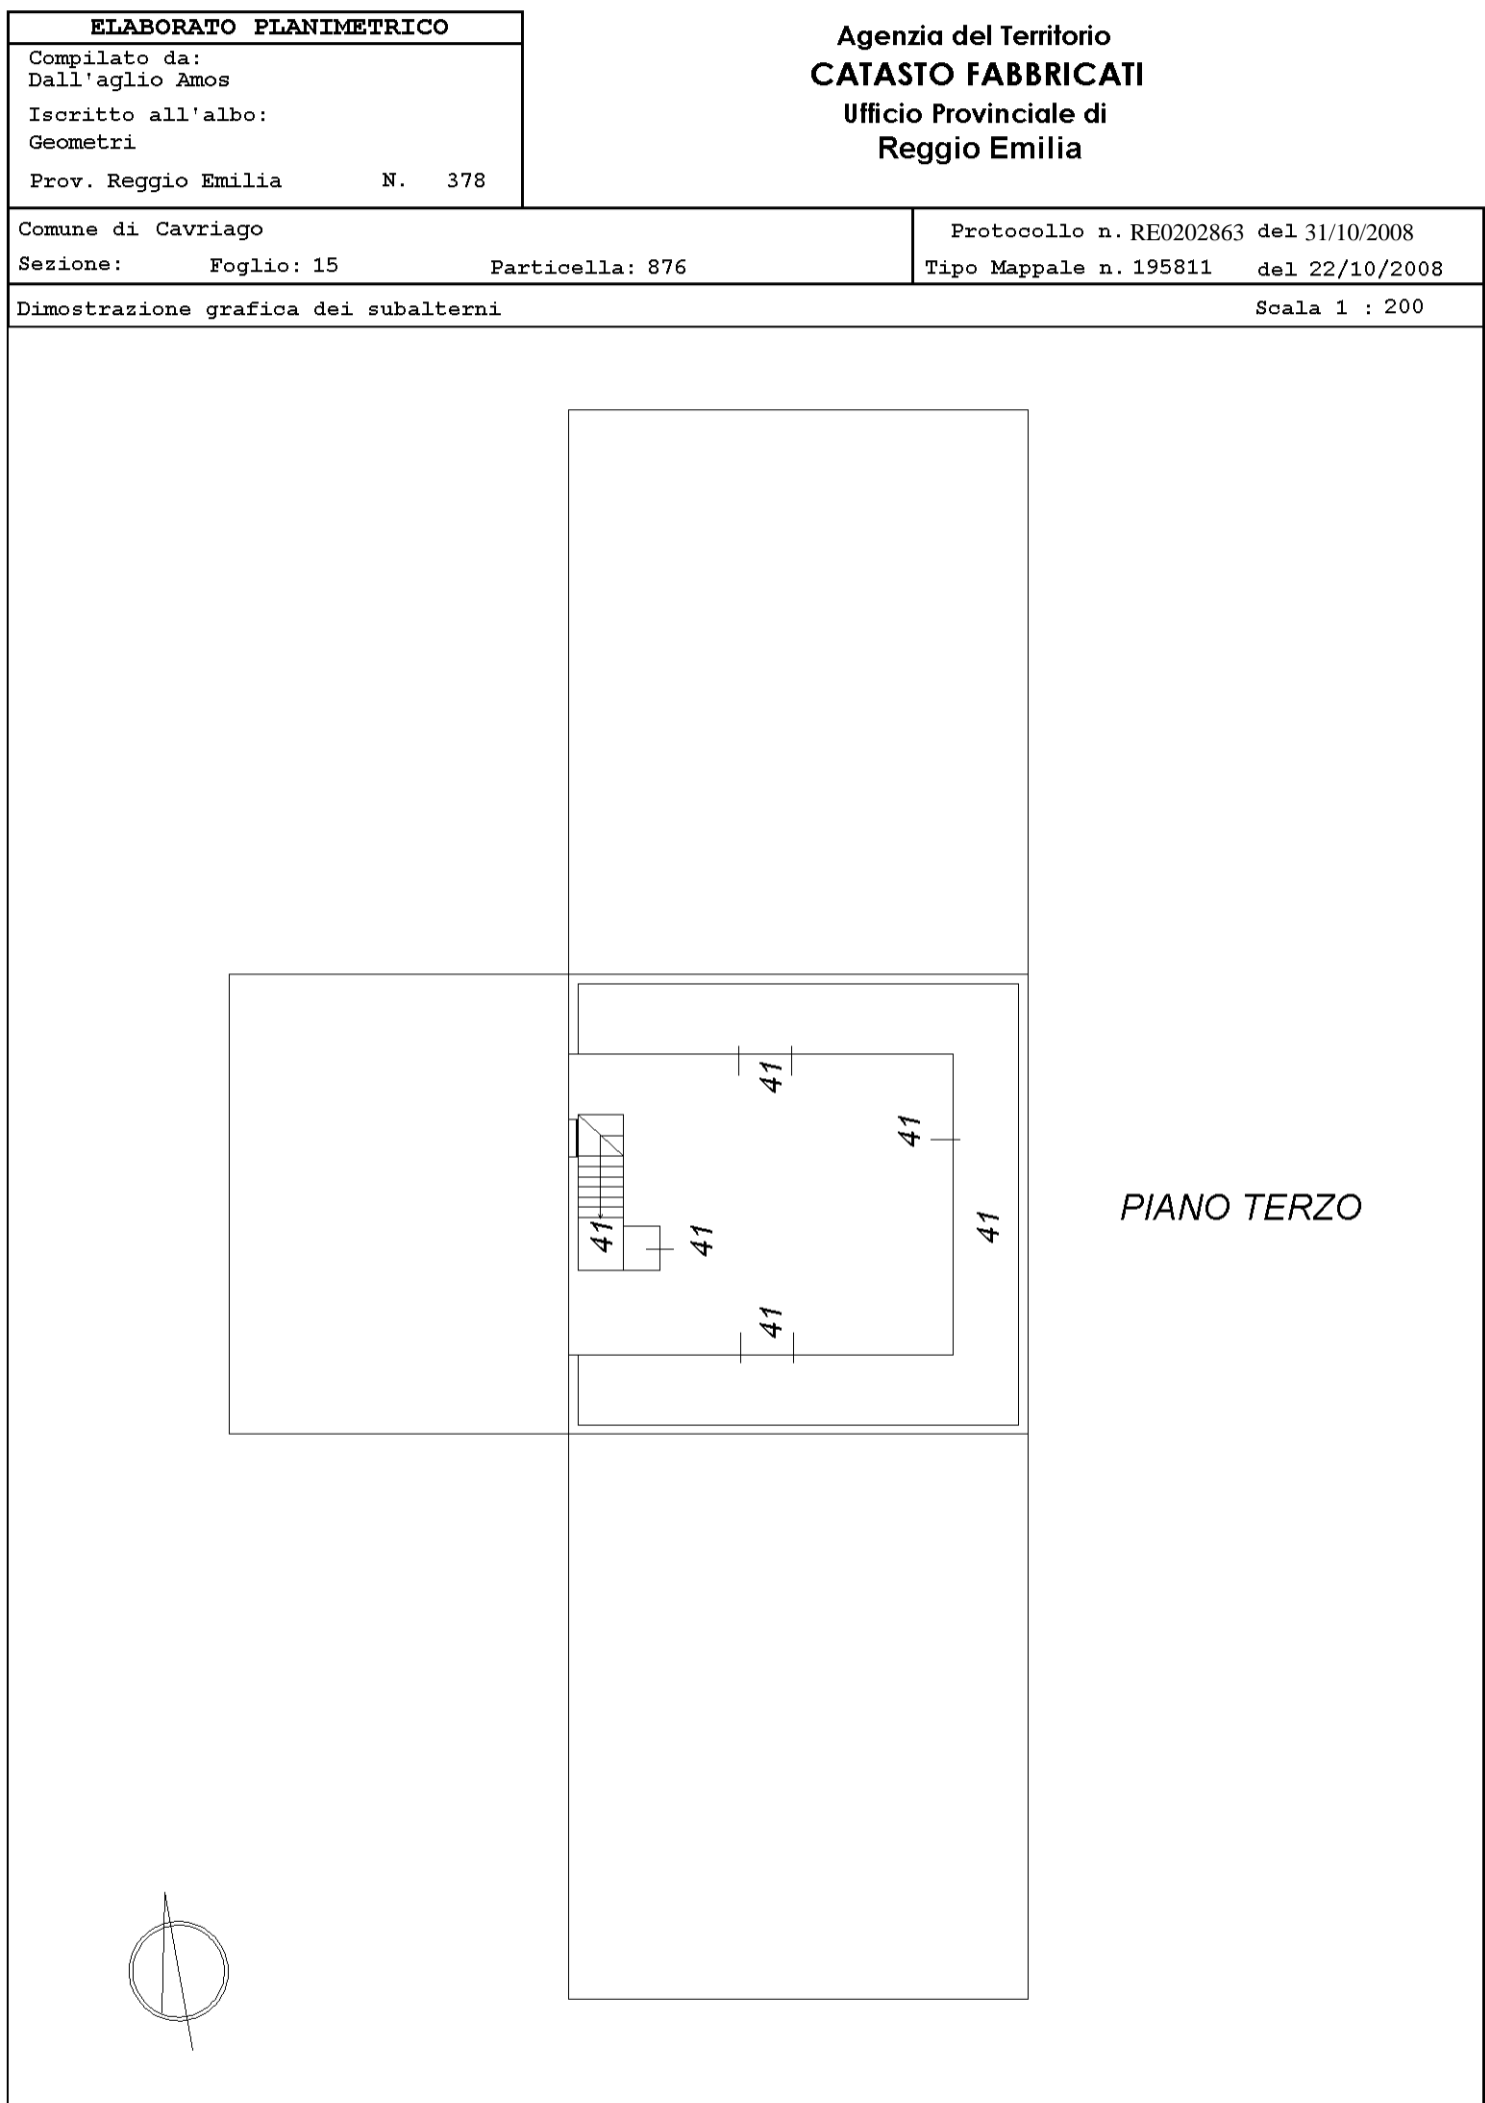 ELABORATO PLANIMETRICO
Compilato da:
Dall'aglio Amos
Iscritto all'albo:
Geometri
Prov. Reggio Emilia N. 378
Agenzia del Territorio
CATASTO FABBRICATI
Ufficio Provinciale di
Reggio Emilia
Comune di Cavriago
Sezione: Foglio: 15 Particella: 876
Protocollo n. RE0202863 del 31/10/2008
Tipo Mappale n. 195811 del 22/10/2008
Dimostrazione grafica dei subalterni Scala 1 : 200
41
41
41
41
41
41
PIANO TERZO